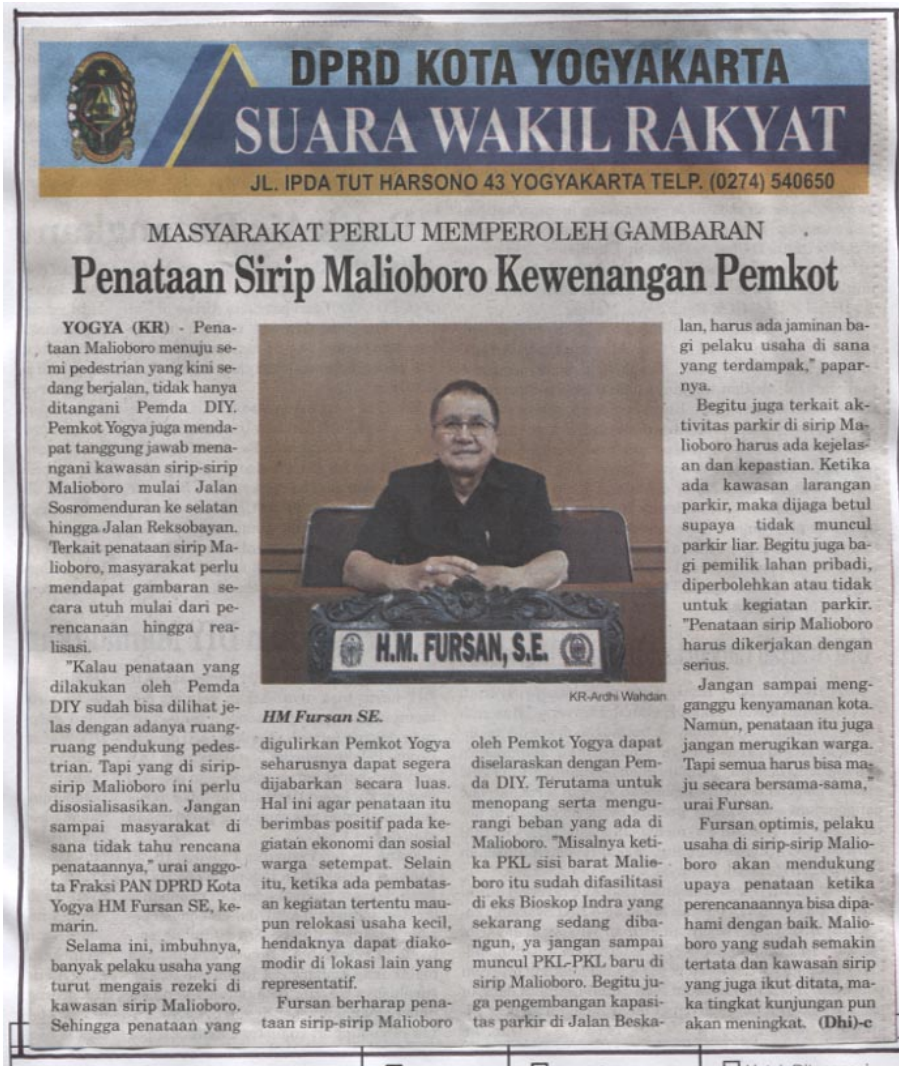 DPRD KOTA YOGYAKARTA
SUARA WAKIL RAKYAT
JL. IPDA TUT HARSONO 43 YOGYAKARTA TELP. (0274) 540650
MASYARAKAT PERLU MEMPEROLEH GAMBARAN
Penataan Sirip Malioboro Kewenangan Pemkot
YOGYA (KR) - Pena-
taan Malioboro menuju se-
mi pedestrian yang kini se-
dang berjalan, tidak hanya
ditangani Pemda DIY.
Pemkot Yogya juga menda-
pat tanggung jawab mena-
ngani kawasan sirip-sirip
Malioboro mulai Jalan
Sosromenduran ke selatan
hingga Jalan Reksobayan.
Terkait penataan sirip Ma-
lioboro, masyarakat perlu
mendapat gambaran se-
cara utuh mulai dari pe-
rencanaan hingga rea-
lisasi.
"Kalau penataan yang
dilakukan oleh Pemda
DIY sudah bisa dilihat je-
las dengan adanya ruang-
ruang pendukung pedes-
trian. Tapi yang di sirip-
sirip Malioboro ini perlu
disosialisasikan. Jangan
sampai masyarakat di
sana tidak tahu rencana
penataannya," urai anggo-
ta Fraksi PAN DPRD Kota
Yogya HM Fursan SE, ke-
marin.
Selama ini, imbuhnya,
banyak pelaku usaha yang
turut mengais rezeki di
kawasan sirip Malioboro.
Sehingga penataan yang
H.M. FURSAN, S.E.
KR-Ardhi Wahdan
HM Fursan SE.
digulirkan Pemkot Yogya
seharusnya dapat segera
dijabarkan secara luas.
Hal ini agar penataan itu
berimbas positif pada ke-
giatan ekonomi dan sosial
warga setempat. Selain
itu, ketika ada pembatas-
an kegiatan tertentu mau-
pun relokasi usaha kecil,
hendaknya dapat diako-
modir di lokasi lain yang
representatif.
Fursan berharap pena-
taan sirip-sirip Malioboro
oleh Pemkot Yogya dapat
diselaraskan dengan Pem-
da DIY. Terutama untuk
menopang serta mengu-
rangi beban yang ada di
Malioboro. "Misalnya keti-
ka PKL sisi barat Malio-
boro itu sudah difasilitasi
di eks Bioskop Indra yang
sekarang sedang diba-
ngun, ya jangan sampai
muncul PKL-PKL baru di
sirip Malioboro. Begitu ju-
ga pengembangan kapasi-
tas parkir di Jalan Beska-
lan, harus ada jaminan ba-
gi pelaku usaha di sana
yang terdampak," papar-
nya.
Begitu juga terkait ak-
tivitas parkir di sirip Ma-
lioboro harus ada kejelas-
an dan kepastian. Ketika
ada kawasan larangan
parkir, maka dijaga betul
supaya tidak muncul
parkir liar. Begitu juga ba-
gi pemilik lahan pribadi,
diperbolehkan atau tidak
untuk kegiatan parkir.
"Penataan sirip Malioboro
harus dikerjakan dengan
serius.
Jangan sampai meng-
ganggu kenyamanan kota.
Namun, penataan itu juga
jangan merugikan warga.
Tapi semua harus bisa ma-
ju secara bersama-sama,"
urai Fursan.
Fursan optimis, pelaku
usaha di sirip-sirip Malio-
boro akan mendukung
upaya penataan ketika
perencanaannya bisa dipa-
hami dengan baik. Malio-
boro yang sudah semakin
tertata dan kawasan sirip
yang juga ikut ditata, ma-
ka tingkat kunjungan pun
akan meningkat. (Dhi)-c